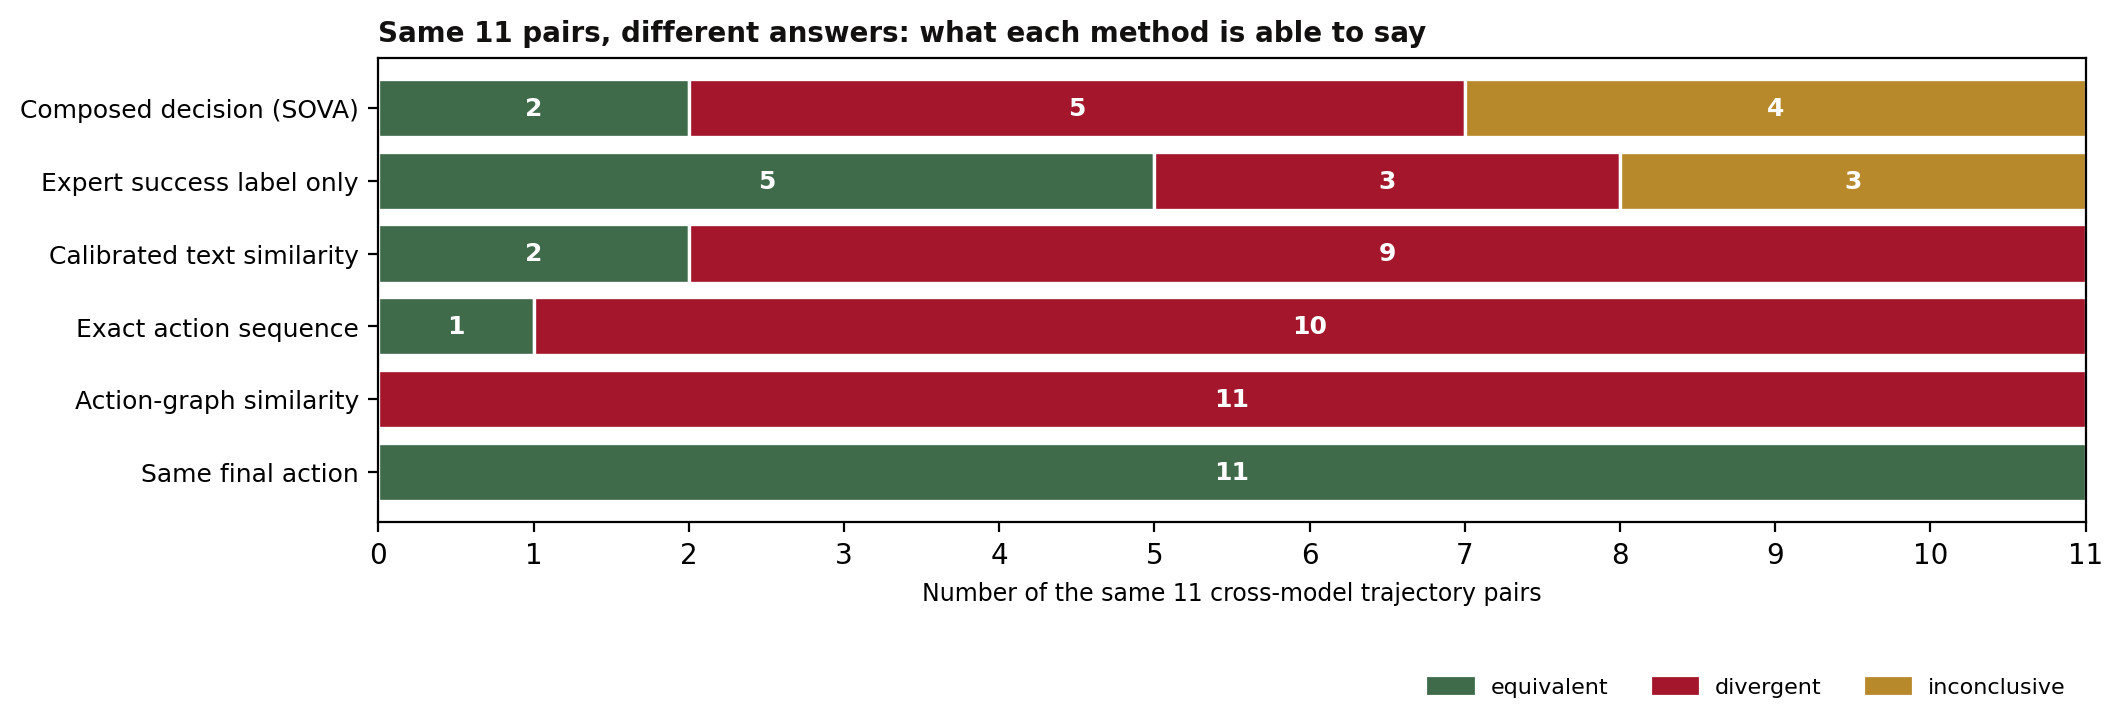 Same 11 pairs, different answers: what each method is able to say
Composed decision (SOVA) 2 5 4
Expert success label only 5 3 3
Calibrated text similarity 2 9
Exact action sequence 1 10
Action-graph similarity 11
Same final action 11
0 1 2 3 4 5 6 7 8 9 10 11
Number of the same 11 cross-model trajectory pairs
equivalent divergent inconclusive